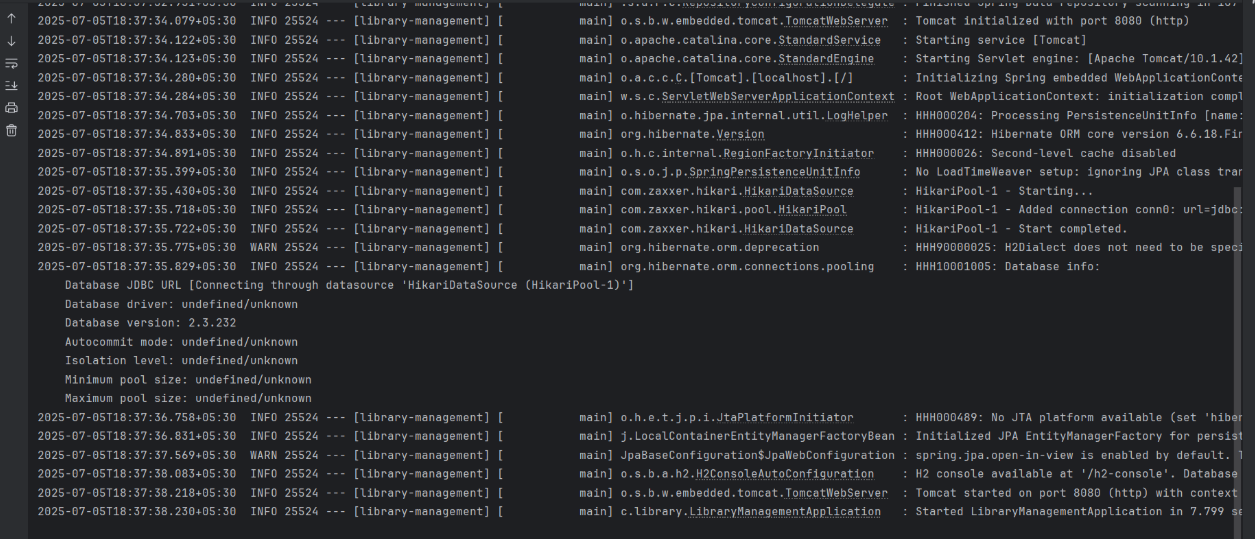 2025-07-05T18:37:34.079+05:30  INFO 25524 --- [library-management] [           main] o.s.b.w.embedded.tomcat.TomcatWebServer  : Tomcat initialized with port 8080 (http)
2025-07-05T18:37:34.122+05:30  INFO 25524 --- [library-management] [           main] o.apache.catalina.core.StandardService   : Starting service [Tomcat]
2025-07-05T18:37:34.123+05:30  INFO 25524 --- [library-management] [           main] o.apache.catalina.core.StandardEngine    : Starting Servlet engine: [Apache Tomcat/10.1.42]
2025-07-05T18:37:34.280+05:30  INFO 25524 --- [library-management] [           main] o.a.c.c.C.[Tomcat].[localhost].[/]       : Initializing Spring embedded WebApplicationConte
2025-07-05T18:37:34.284+05:30  INFO 25524 --- [library-management] [           main] w.s.c.ServletWebServerApplicationContext : Root WebApplicationContext: initialization compl
2025-07-05T18:37:34.703+05:30  INFO 25524 --- [library-management] [           main] o.hibernate.jpa.internal.util.LogHelper  : HHH000204: Processing PersistenceUnitInfo [name:
2025-07-05T18:37:34.833+05:30  INFO 25524 --- [library-management] [           main] org.hibernate.Version                    : HHH000412: Hibernate ORM core version 6.6.18.Fin
2025-07-05T18:37:34.891+05:30  INFO 25524 --- [library-management] [           main] o.h.c.internal.RegionFactoryInitiator    : HHH000026: Second-level cache disabled
2025-07-05T18:37:35.399+05:30  INFO 25524 --- [library-management] [           main] o.s.o.j.p.SpringPersistenceUnitInfo      : No LoadTimeWeaver setup: ignoring JPA class tran
2025-07-05T18:37:35.430+05:30  INFO 25524 --- [library-management] [           main] com.zaxxer.hikari.HikariDataSource       : HikariPool-1 - Starting...
2025-07-05T18:37:35.718+05:30  INFO 25524 --- [library-management] [           main] com.zaxxer.hikari.pool.HikariPool        : HikariPool-1 - Added connection conn0: url=jdbc:
2025-07-05T18:37:35.722+05:30  INFO 25524 --- [library-management] [           main] com.zaxxer.hikari.HikariDataSource       : HikariPool-1 - Start completed.
2025-07-05T18:37:35.775+05:30  WARN 25524 --- [library-management] [           main] org.hibernate.orm.deprecation            : HHH90000025: H2Dialect does not need to be speci
2025-07-05T18:37:35.829+05:30  INFO 25524 --- [library-management] [           main] org.hibernate.orm.connections.pooling    : HHH10001005: Database info:
    Database JDBC URL [Connecting through datasource 'HikariDataSource (HikariPool-1)']
    Database driver: undefined/unknown
    Database version: 2.3.232
    Autocommit mode: undefined/unknown
    Isolation level: undefined/unknown
    Minimum pool size: undefined/unknown
    Maximum pool size: undefined/unknown
2025-07-05T18:37:36.758+05:30  INFO 25524 --- [library-management] [           main] o.h.e.t.j.p.i.JtaPlatformInitiator       : HHH000489: No JTA platform available (set 'hiber
2025-07-05T18:37:36.831+05:30  INFO 25524 --- [library-management] [           main] j.LocalContainerEntityManagerFactoryBean : Initialized JPA EntityManagerFactory for persist
2025-07-05T18:37:37.569+05:30  WARN 25524 --- [library-management] [           main] JpaBaseConfiguration$JpaWebConfiguration : spring.jpa.open-in-view is enabled by default. T
2025-07-05T18:37:38.083+05:30  INFO 25524 --- [library-management] [           main] o.s.b.a.h2.H2ConsoleAutoConfiguration    : H2 console available at '/h2-console'. Database
2025-07-05T18:37:38.218+05:30  INFO 25524 --- [library-management] [           main] o.s.b.w.embedded.tomcat.TomcatWebServer  : Tomcat started on port 8080 (http) with context
2025-07-05T18:37:38.230+05:30  INFO 25524 --- [library-management] [           main] c.library.LibraryManagementApplication   : Started LibraryManagementApplication in 7.799 se